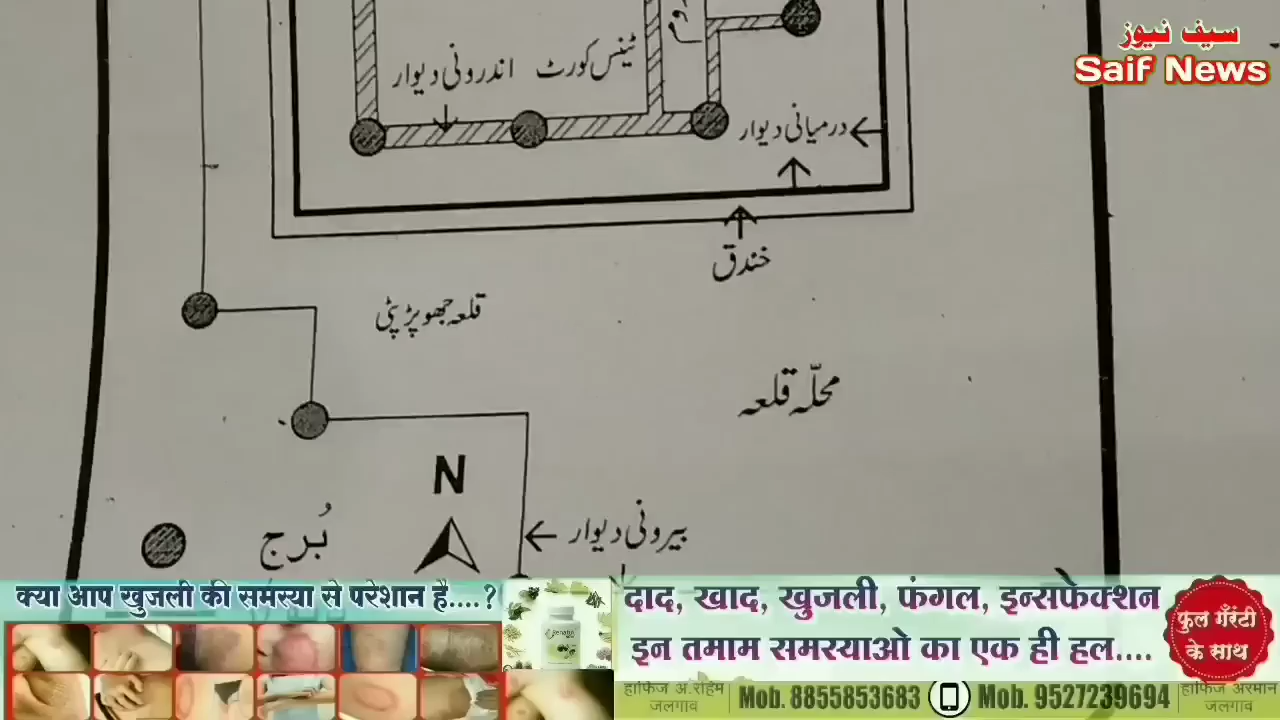 سیف نیوز
Saif News
ٹینس کورٹ
اندرونی دیوار
درمیانی دیوار
خندق
قلعہ جھوپڑپٹی
محلّہ قلعہ
N
بیرونی دیوار
بُرج
क्या आप खुजली की समस्या से परेशान है....?
दाद, खाद, खुजली, फंगल, इन्सफेक्शन
इन तमाम समस्याओ का एक ही हल....
फुल गॅरंटी
के साथ
हाफिज अ.रहिम
जलगाव
Mob. 8855853683
Mob. 9527239694
हाफिज अरमान
जलगाव